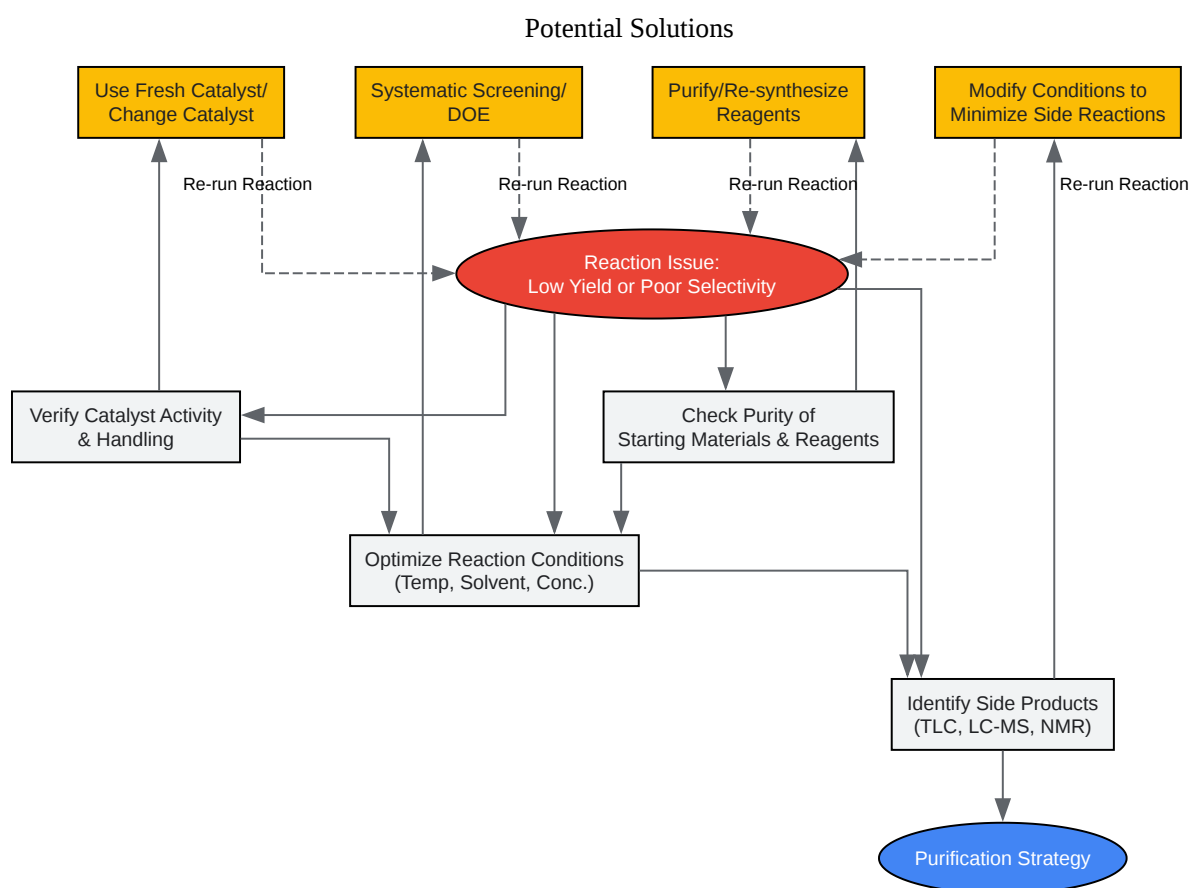 Potential Solutions
Use Fresh Catalyst/
Change Catalyst
Systematic Screening/
DOE
Purify/Re-synthesize
Reagents
Modify Conditions to
Minimize Side Reactions
Re-run Reaction
Re-run Reaction
Re-run Reaction
Re-run Reaction
Reaction Issue:
Low Yield or Poor Selectivity
Verify Catalyst Activity
& Handling
Check Purity of
Starting Materials & Reagents
Optimize Reaction Conditions
(Temp, Solvent, Conc.)
Identify Side Products
(TLC, LC-MS, NMR)
Purification Strategy